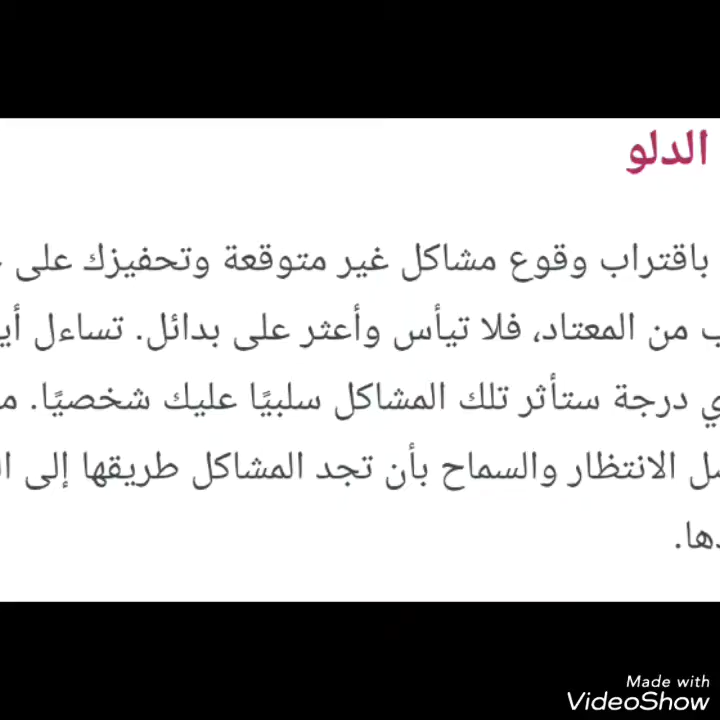 الدلو
باقتراب وقوع مشاكل غير متوقعة وتحفيزك على
من المعتاد، فلا تيأس وأعثر على بدائل. تساءل
درجة ستأثر تلك المشاكل سلبيًا عليك شخصيًا.
الانتظار والسماح بأن تجد المشاكل طريقها إلى
Made with
VideoShow